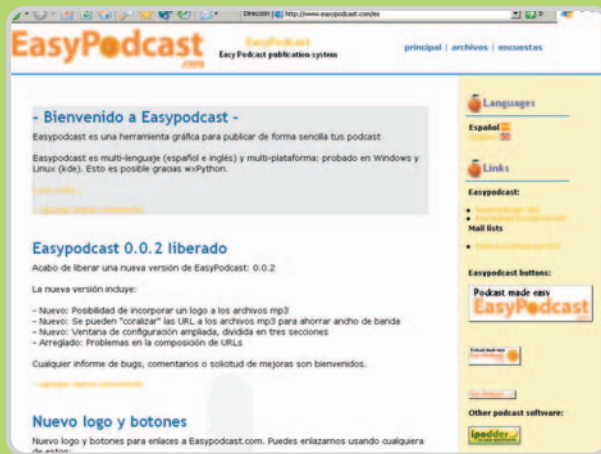 Dirección http://www.easypodcast.com/es
EasyPodcast
.com
EasyPodcast
Easy Podcast publication system
principal | archivos | encuestas
- Bienvenido a Easypodcast -
Easypodcast es una herramienta gráfica para publicar de forma sencilla tus podcast
Easypodcast es multi-lenguaje (español e inglés) y multi-plataforma: probado en Windows y
Linux (kde). Esto es posible gracias wxPython.
Easypodcast 0.0.2 liberado
Acabo de liberar una nueva versión de EasyPodcast: 0.0.2
La nueva versión incluye:
- Nuevo: Posibilidad de incorporar un logo a los archivos mp3
- Nuevo: Se pueden "coralizar" las URL a los archivos mp3 para ahorrar ancho de banda
- Nuevo: Ventana de configuración ampliada, dividida en tres secciones
- Arreglado: Problemas en la composición de URLs
Cualquier informe de bugs, comentarios o solicitud de mejoras son bienvenidos.
Nuevo logo y botones
Nuevo logo y botones para enlaces a Easypodcast.com. Puedes enlazarnos usando cualquiera
de estos:
Languages
Español
Links
Easypodcast:
Mail lists
Easypodcast buttons:
Podcast made easy
EasyPodcast
Other podcast software:
ipodder